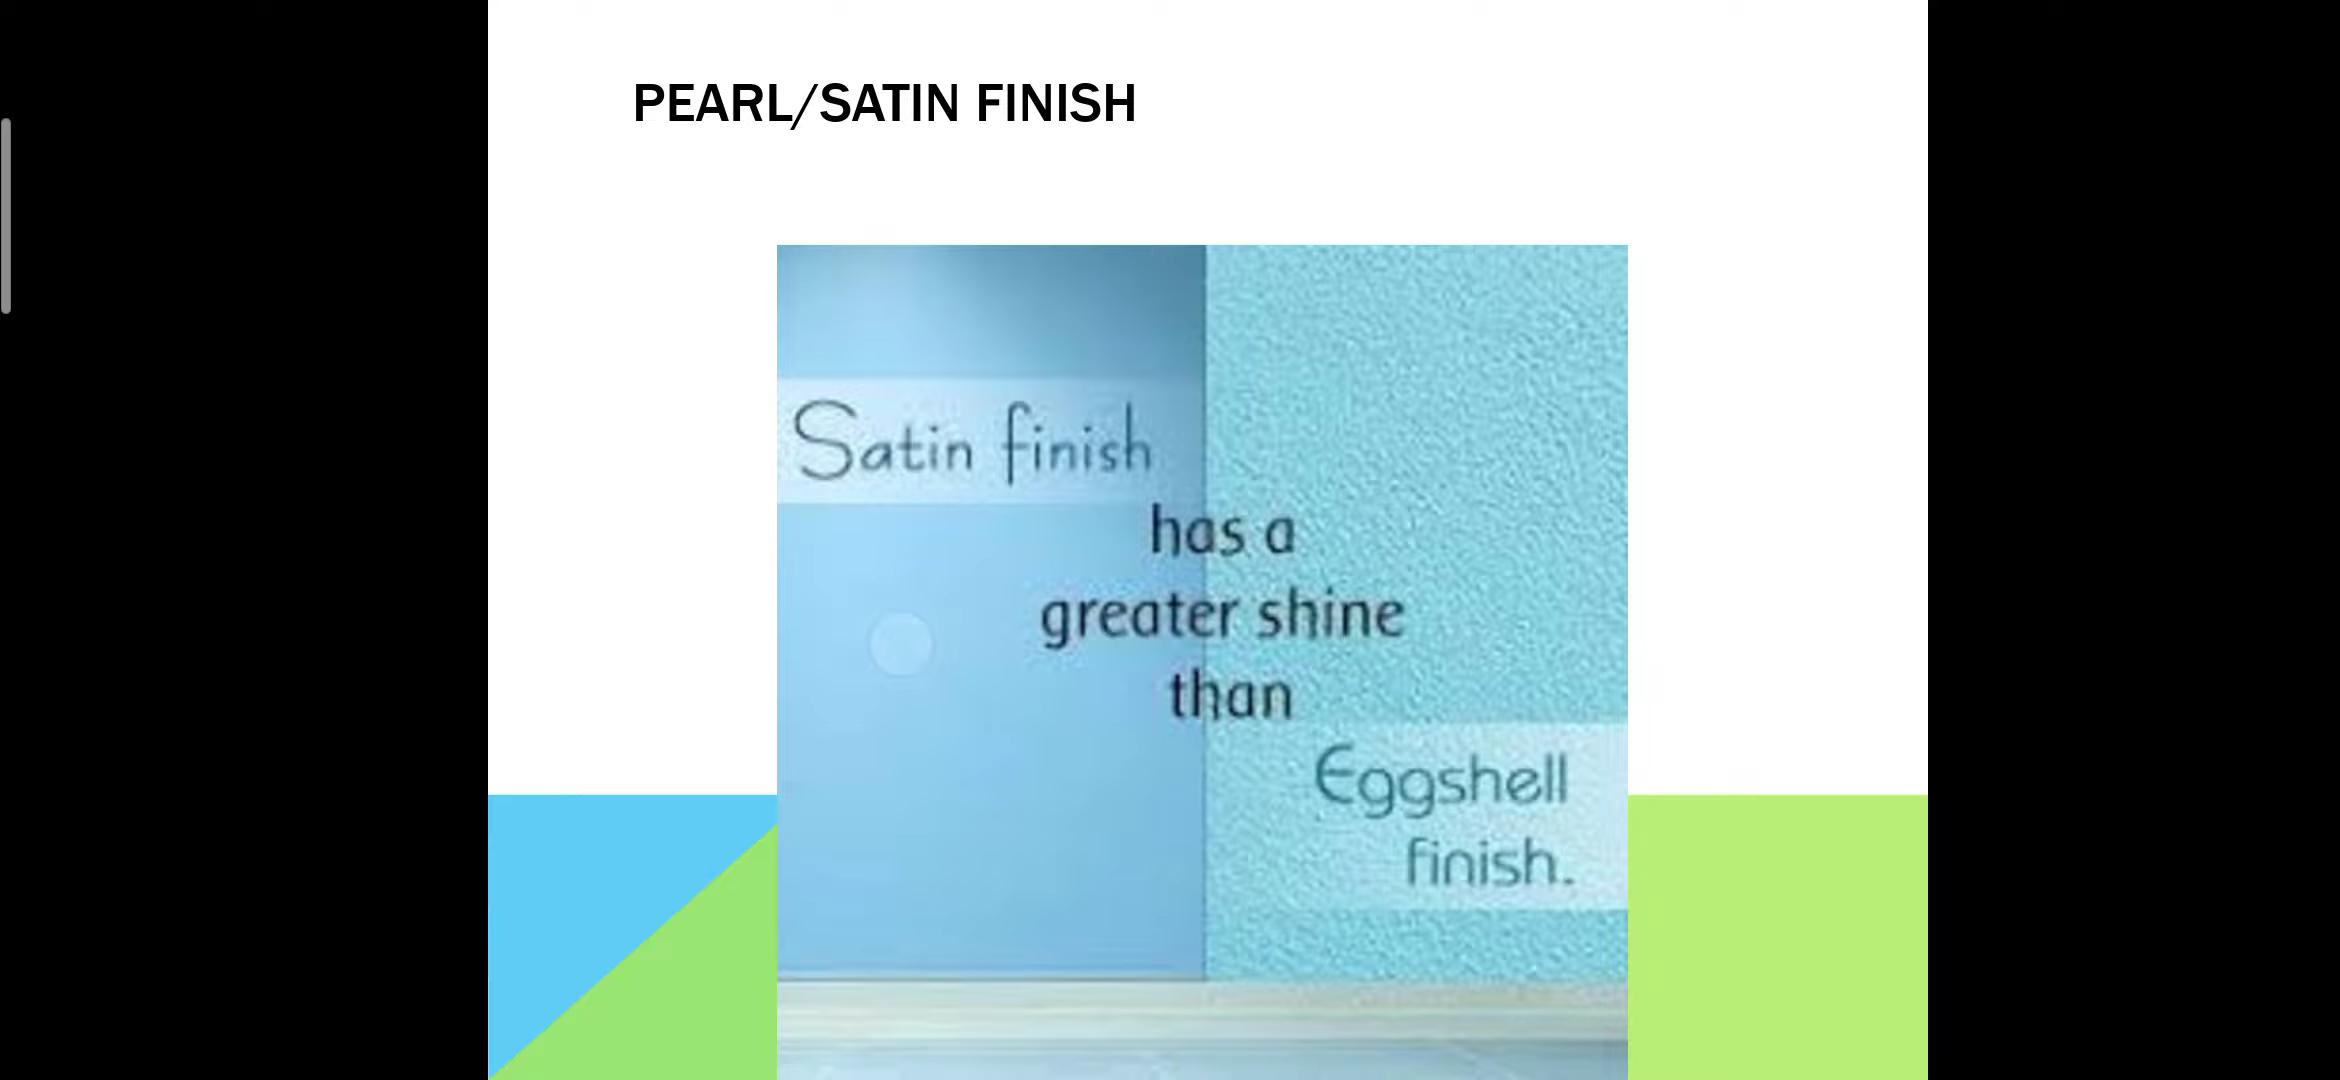 PEARL/SATIN FINISH
Satin finish
has a
greater shine
than
Eggshell
finish.